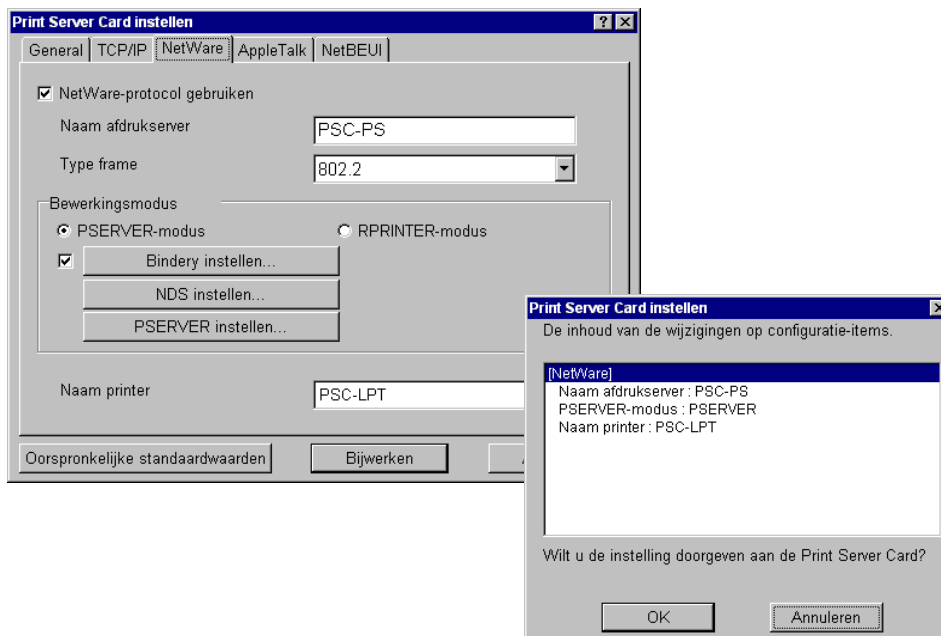 Print Server Card instellen
General TCP/IP NetWare AppleTalk NetBEUI
NetWare-protocol gebruiken
Naam afdrukserver PSC-PS
Type frame 802.2
Bewerkingsmodus
PSERVER-modus RPRINTER-modus
Bindery instellen...
NDS instellen...
PSERVER instellen...
Naam printer PSC-LPT
Oorspronkelijke standaardwaarden Bijwerken
Print Server Card instellen
De inhoud van de wijzigingen op configuratie-items.
[NetWare]
Naam afdrukserver : PSC-PS
PSERVER-modus : PSERVER
Naam printer : PSC-LPT
Wilt u de instelling doorgeven aan de Print Server Card?
OK Annuleren